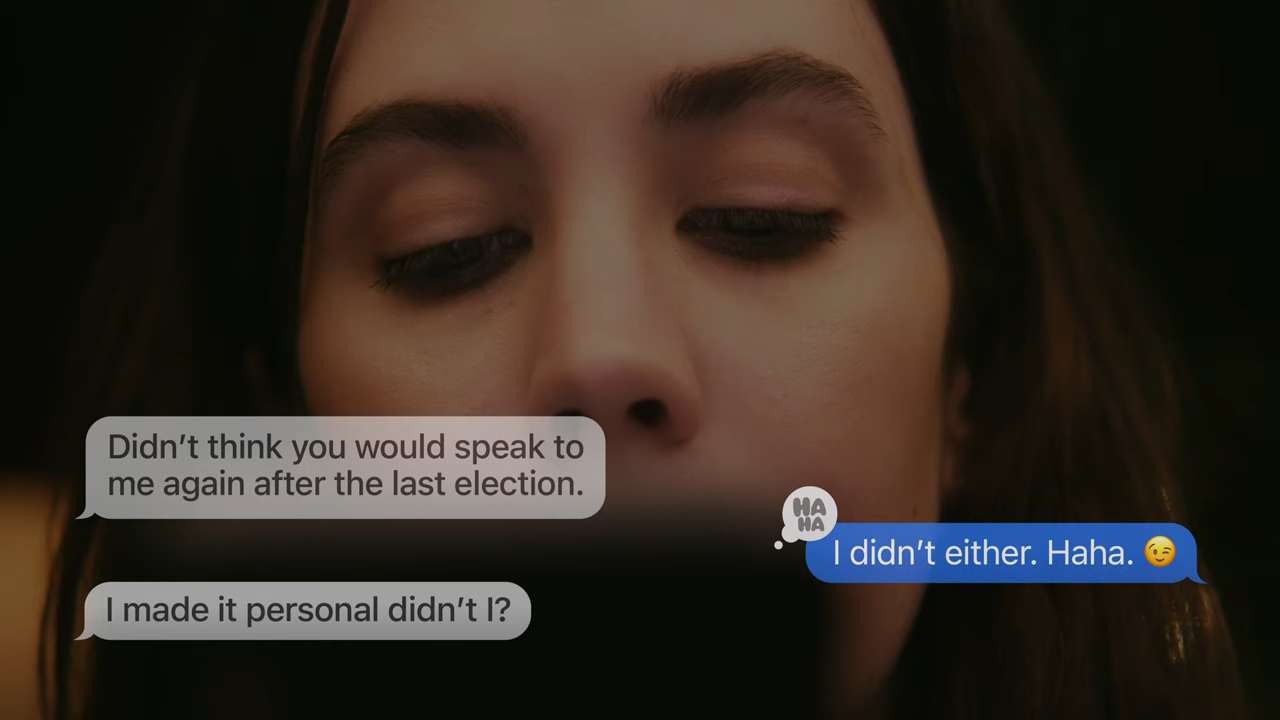 Didn’t think you would speak to
me again after the last election.
HA
HA
I didn’t either. Haha. 😉
I made it personal didn’t I?